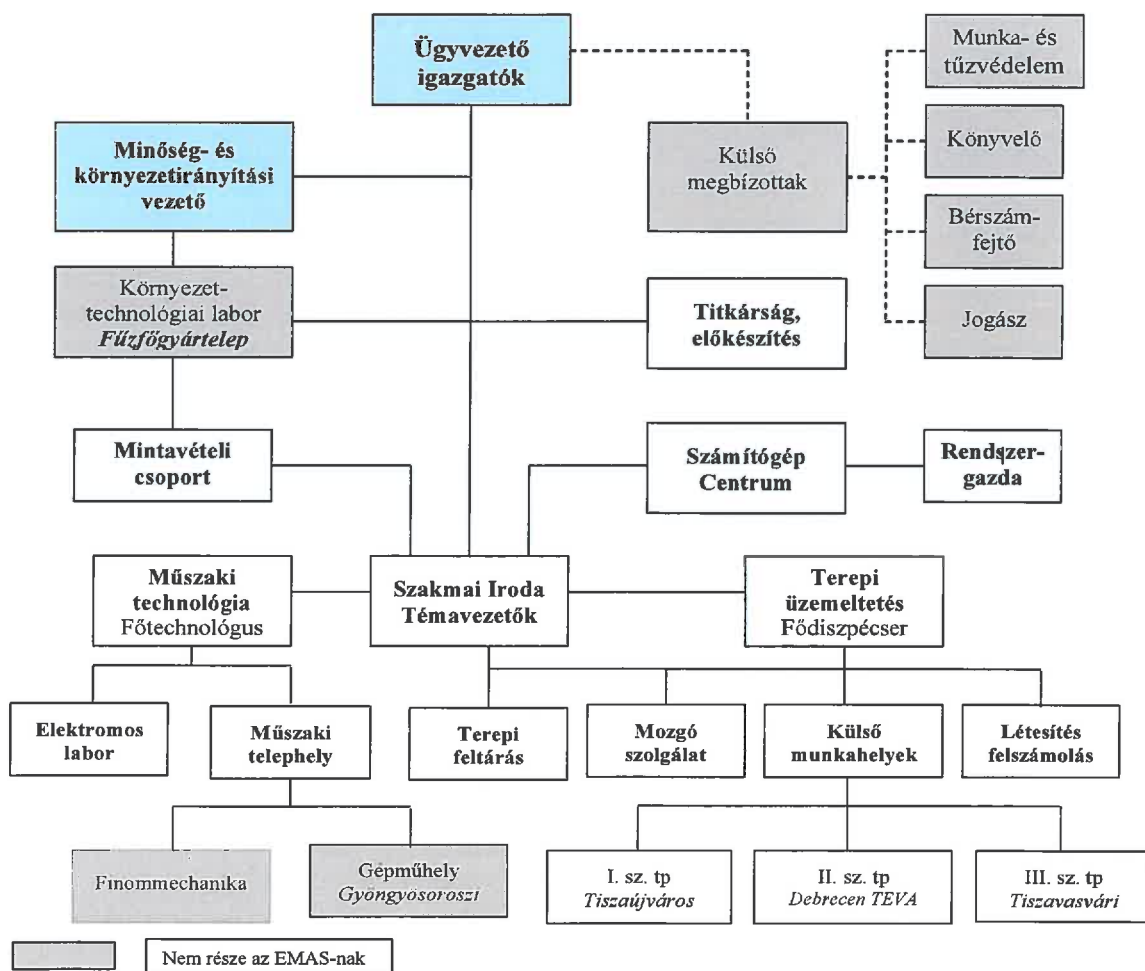 Ügyvezető
igazgatók
Munka- és
tűzvédelem
Minőség- és
környezetirányítási
vezető
Külső
megbízottak
Könyvelő
Bérszám-
fejtő
Környezet-
technológiai labor
Fűzfőgyártelep
Titkárság,
előkészítés
Jogász
Mintavételi
csoport
Számítógép
Centrum
Rendszer-
gazda
Műszaki
technológia
Főtechnológus
Szakmai Iroda
Témavezetők
Terepi
üzemeltetés
Fődiszpécser
Elektromos
labor
Műszaki
telephely
Terepi
feltárás
Mozgó
szolgálat
Külső
munkahelyek
Létesítés
felszámolás
Finommechanika
Gépműhely
Gyöngyösoroszi
I. sz. tp
Tiszaújváros
II. sz. tp
Debrecen TEVA
III. sz. tp
Tiszavasvári
Nem része az EMAS-nak